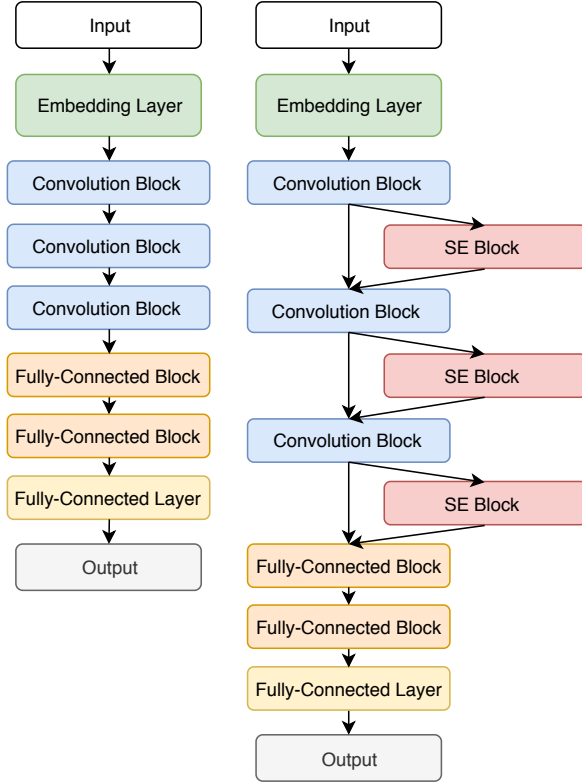 Input
Embedding Layer
Convolution Block
Convolution Block
Convolution Block
Fully-Connected Block
Fully-Connected Block
Fully-Connected Layer
Output
Input
Embedding Layer
Convolution Block
SE Block
Convolution Block
SE Block
Convolution Block
SE Block
Fully-Connected Block
Fully-Connected Block
Fully-Connected Layer
Output